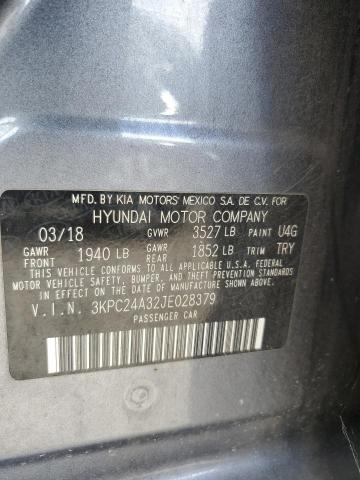 MFD. BY KIA MOTORS MEXICO S.A. DE C.V. FOR
HYUNDAI MOTOR COMPANY
03/18 GVWR 3527 LB PAINT U4G
GAWR FRONT 1940 LB GAWR REAR 1852 LB TRIM TRY
THIS VEHICLE CONFORMS TO ALL APPLICABLE U.S. FEDERAL
MOTOR VEHICLE SAFETY, BUMPER, AND THEFT PREVENTION STANDARDS
IN EFFECT ON THE DATE OF MANUFACTURE SHOWN ABOVE.
V.I.N. 3KPC24A32JE028379
PASSENGER CAR